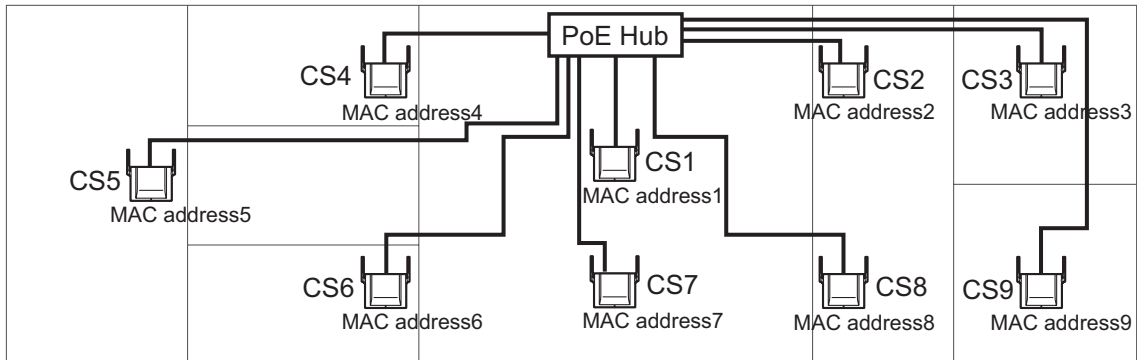 PoE Hub
CS4
MAC address4
CS2
MAC address2
CS3
MAC address3
CS5
MAC address5
CS1
MAC address1
CS6
MAC address6
CS7
MAC address7
CS8
MAC address8
CS9
MAC address9